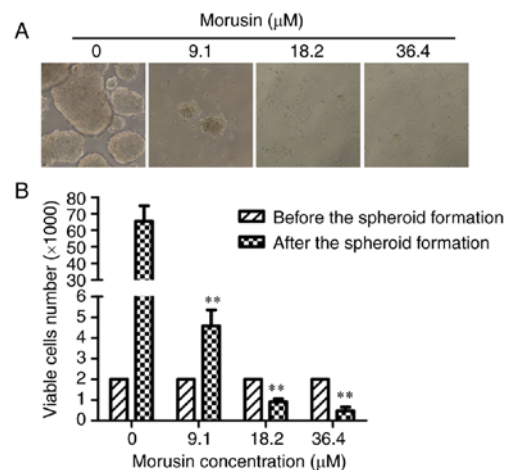 A
Morusin (μM)
0 9.1 18.2 36.4
B
80
70
60
50
40
30
6
5
4
3
2
1
0
Viable cells number (×1000)
Before the spheroid formation
After the spheroid formation
**
**
**
0 9.1 18.2 36.4
Morusin concentration (μM)